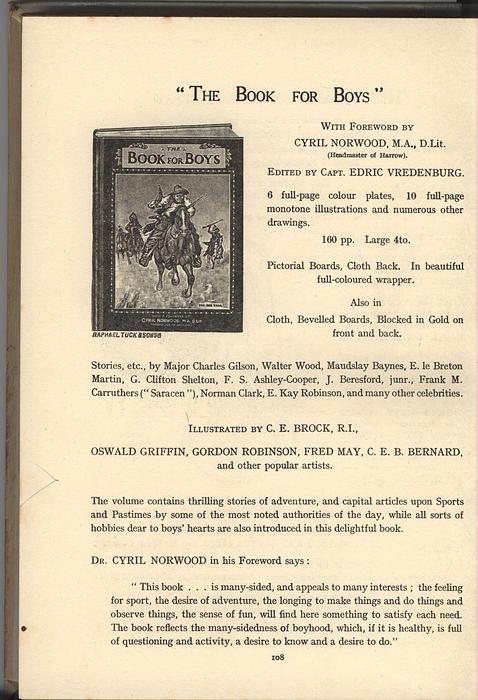 "THE BOOK FOR BOYS"
THE
BOOK FOR BOYS
CYRIL NORWOOD, M.A., D.Lit.
RAPHAEL TUCK & SONS LD
WITH FOREWORD BY
CYRIL NORWOOD, M.A., D.Lit.
(Headmaster of Harrow).
EDITED BY CAPT. EDRIC VREDENBURG.
6 full-page colour plates, 10 full-page
monotone illustrations and numerous other
drawings.
160 pp. Large 4to.
Pictorial Boards, Cloth Back. In beautiful
full-coloured wrapper.
Also in
Cloth, Bevelled Boards, Blocked in Gold on
front and back.
Stories, etc., by Major Charles Gilson, Walter Wood, Maudslay Baynes, E. le Breton
Martin, G. Clifton Shelton, F. S. Ashley-Cooper, J. Beresford, junr., Frank M.
Carruthers (" Saracen "), Norman Clark, E. Kay Robinson, and many other celebrities.
ILLUSTRATED BY C. E. BROCK, R.I.,
OSWALD GRIFFIN, GORDON ROBINSON, FRED MAY, C. E. B. BERNARD,
and other popular artists.
The volume contains thrilling stories of adventure, and capital articles upon Sports
and Pastimes by some of the most noted authorities of the day, while all sorts of
hobbies dear to boys' hearts are also introduced in this delightful book.
DR. CYRIL NORWOOD in his Foreword says :
" This book . . . is many-sided, and appeals to many interests ; the feeling
for sport, the desire of adventure, the longing to make things and do things and
observe things, the sense of fun, will find here something to satisfy each need.
The book reflects the many-sidedness of boyhood, which, if it is healthy, is full
of questioning and activity, a desire to know and a desire to do."
108